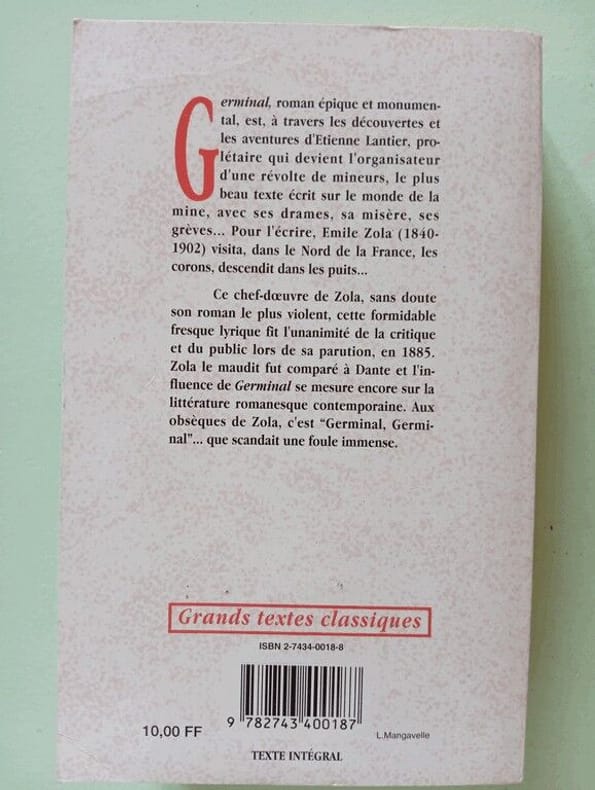 Germinal, roman épique et monumen-
tal, est, à travers les découvertes et
les aventures d'Etienne Lantier, pro-
létaire qui devient l'organisateur
d'une révolte de mineurs, le plus
beau texte écrit sur le monde de la
mine, avec ses drames, sa misère, ses
grèves... Pour l'écrire, Emile Zola (1840-
1902) visita, dans le Nord de la France, les
corons, descendit dans les puits...
Ce chef-dœuvre de Zola, sans doute
son roman le plus violent, cette formidable
fresque lyrique fit l'unanimité de la critique
et du public lors de sa parution, en 1885.
Zola le maudit fut comparé à Dante et l'in-
fluence de Germinal se mesure encore sur la
littérature romanesque contemporaine. Aux
obsèques de Zola, c'est “Germinal, Germi-
nal”... que scandait une foule immense.
Grands textes classiques
ISBN 2-7434-0018-8
10,00 FF
9 782743 400187
L.Mangavelle
TEXTE INTÉGRAL